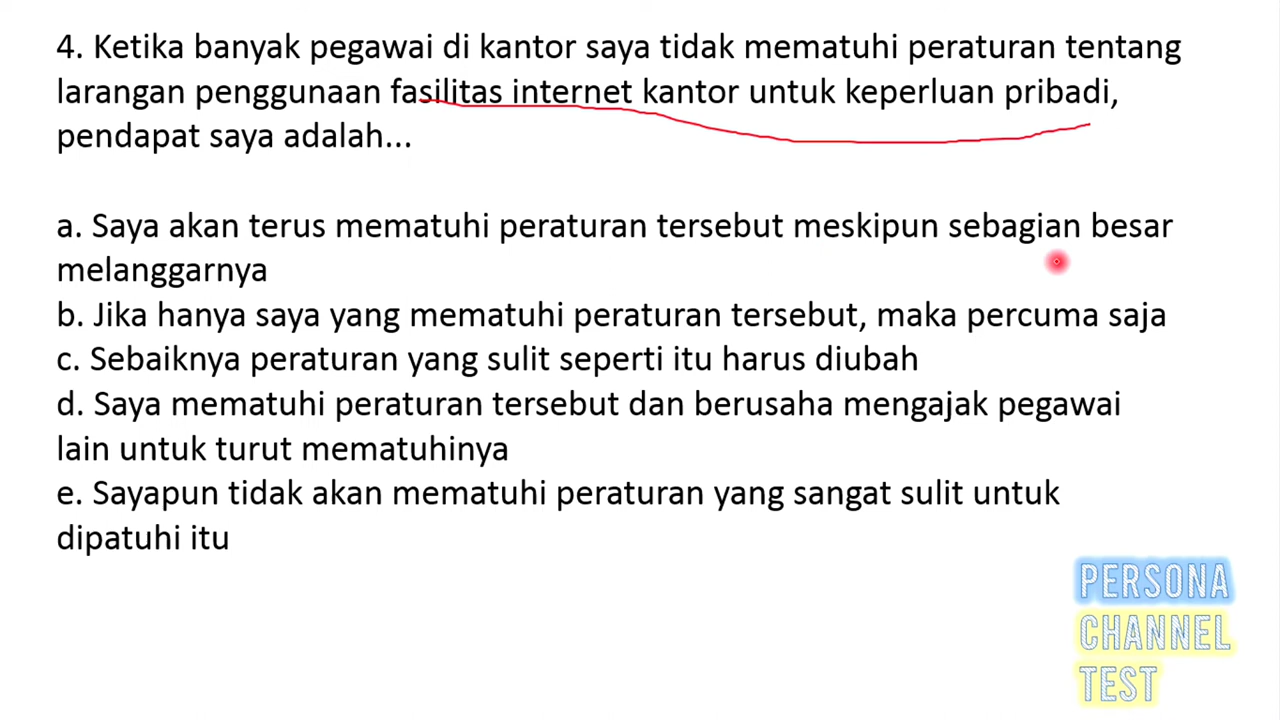 4. Ketika banyak pegawai di kantor saya tidak mematuhi peraturan tentang
larangan penggunaan fasilitas internet kantor untuk keperluan pribadi,
pendapat saya adalah...
a. Saya akan terus mematuhi peraturan tersebut meskipun sebagian besar
melanggarnya
b. Jika hanya saya yang mematuhi peraturan tersebut, maka percuma saja
c. Sebaiknya peraturan yang sulit seperti itu harus diubah
d. Saya mematuhi peraturan tersebut dan berusaha mengajak pegawai
lain untuk turut mematuhinya
e. Sayapun tidak akan mematuhi peraturan yang sangat sulit untuk
dipatuhi itu
PERSONA
CHANNEL
TEST